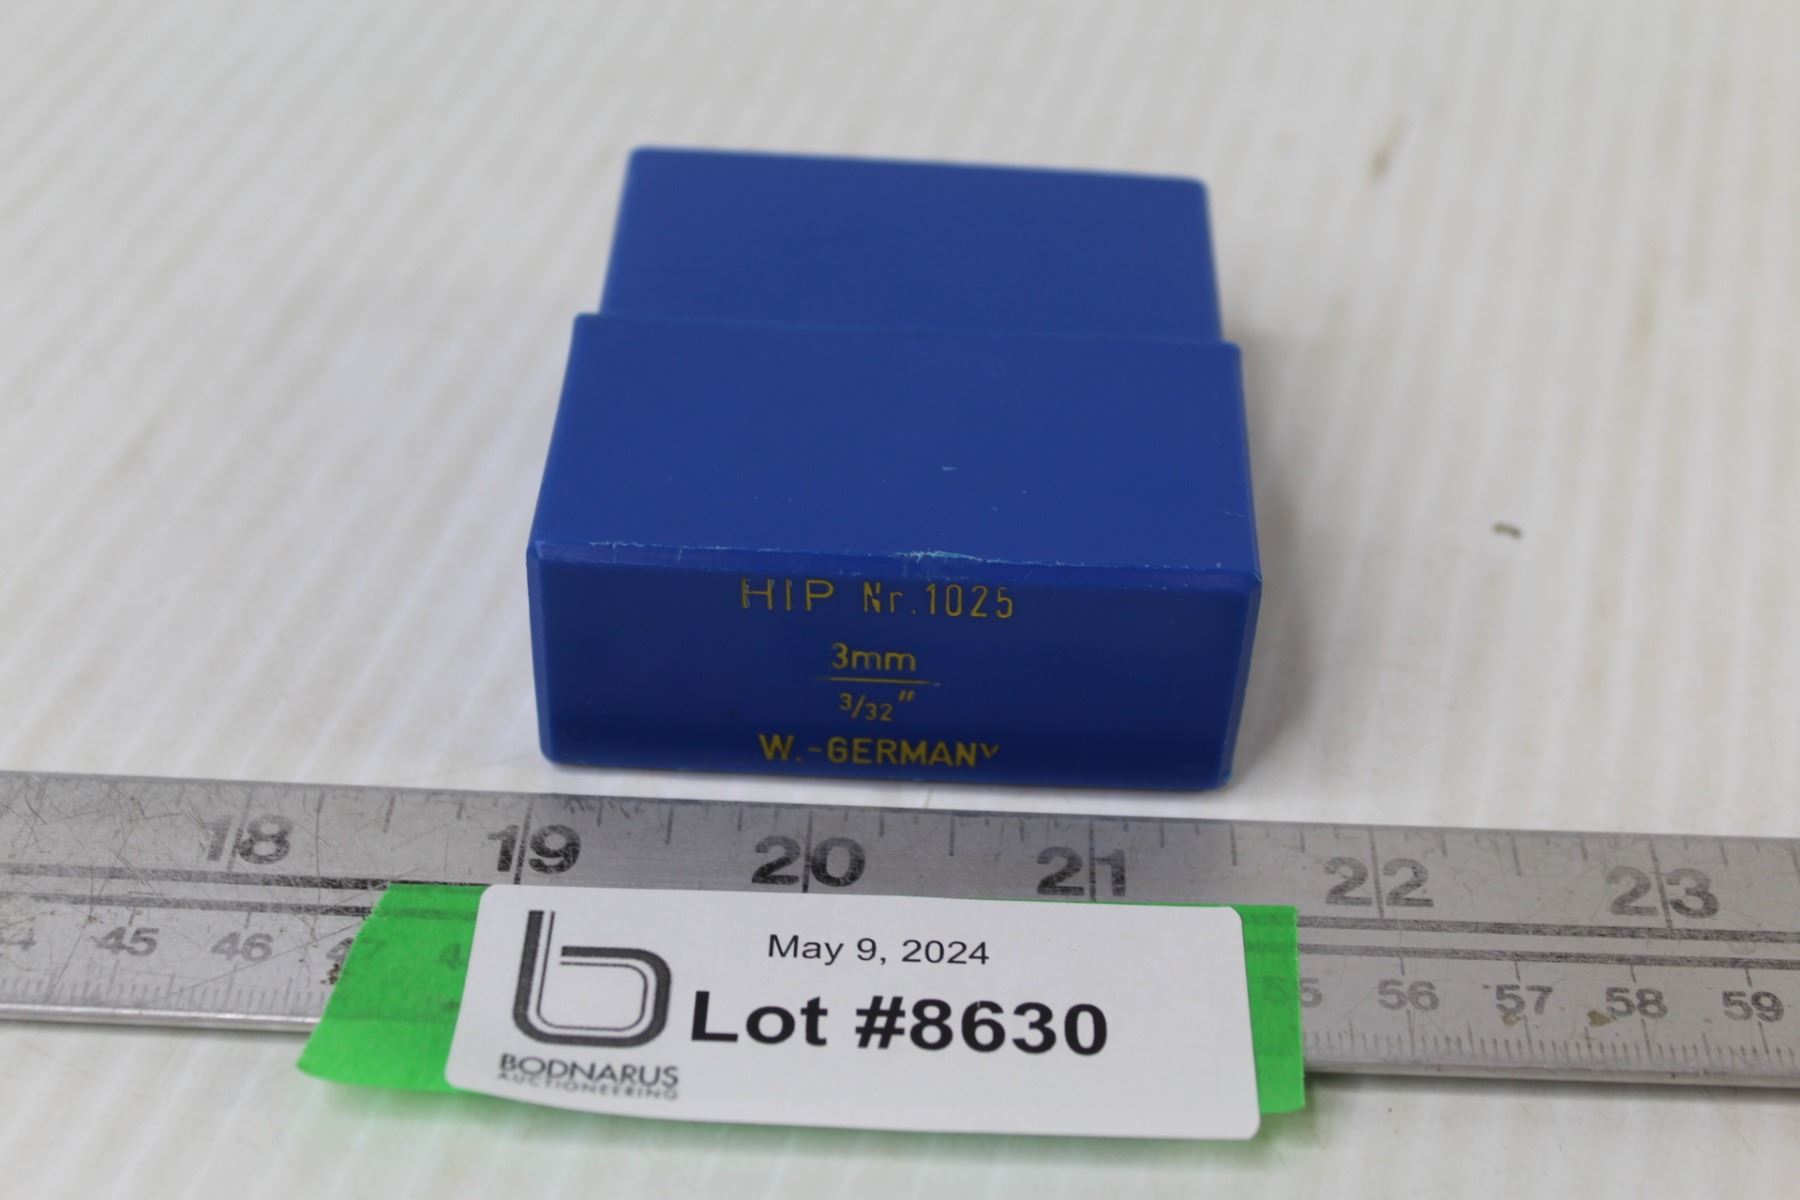 HIP Nr.1025
3mm
3/32"
W.-GERMANY
18 19 20 21 22 23
45 46 47 56 57 58 59
May 9, 2024
Lot #8630
BODNARUS
AUCTIONEERING